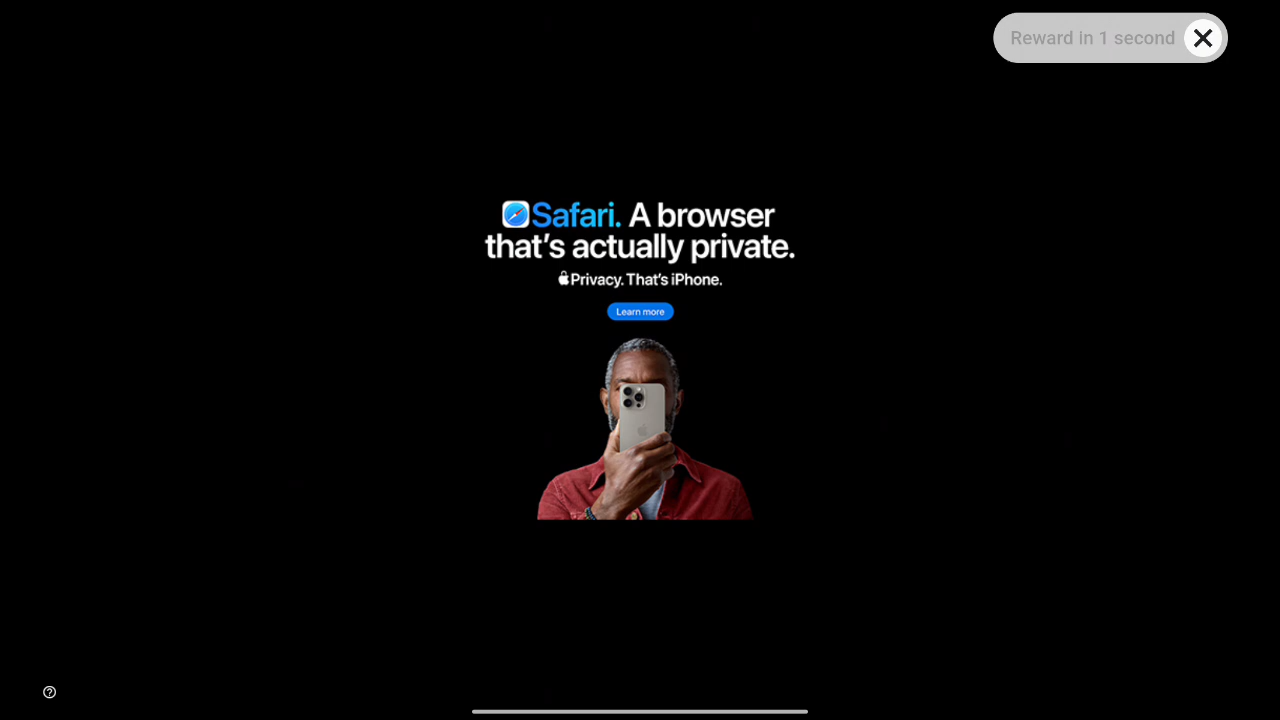 Reward in 1 second
Safari. A browser
that's actually private.
Privacy. That's iPhone.
Learn more